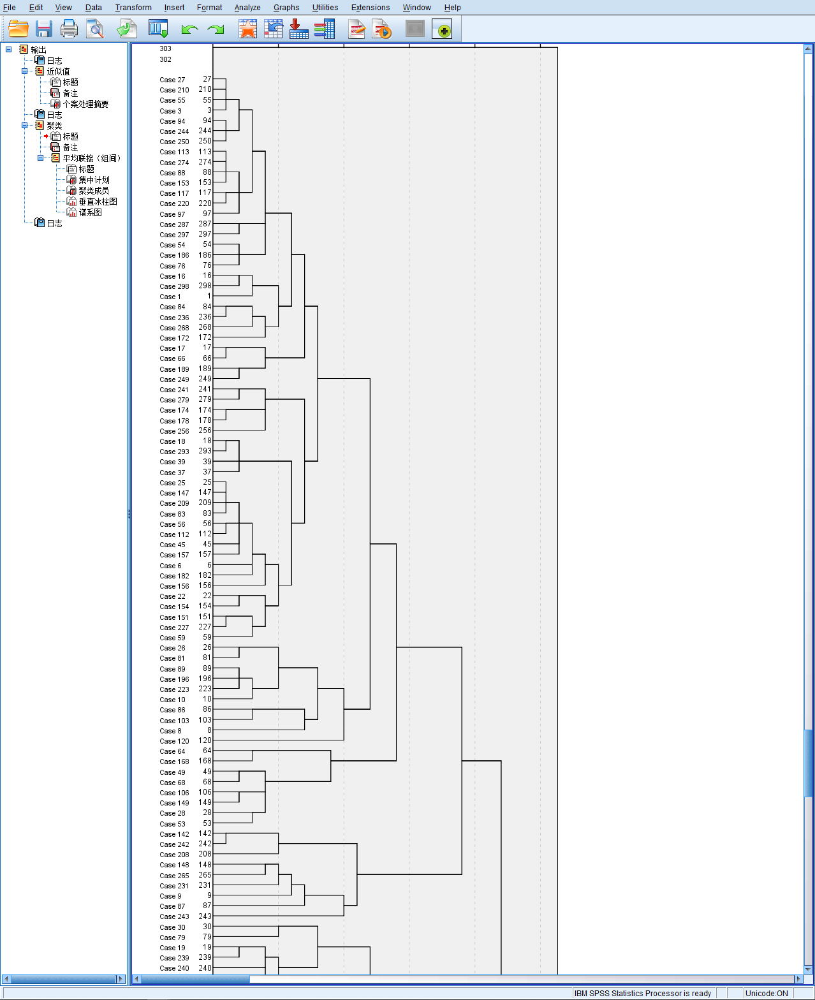 File Edit View Data Transform Insert Format Analyze Graphs Utilities Extensions Window Help
输出
日志
近似值
标题
备注
个案处理摘要
日志
聚类
标题
备注
平均联接（组间）
标题
集中计划
聚类成员
垂直冰柱图
谱系图
日志
303
302
Case 27 27
Case 210 210
Case 55 55
Case 3 3
Case 94 94
Case 244 244
Case 250 250
Case 113 113
Case 274 274
Case 88 88
Case 153 153
Case 117 117
Case 220 220
Case 97 97
Case 287 287
Case 297 297
Case 54 54
Case 186 186
Case 76 76
Case 16 16
Case 298 298
Case 1 1
Case 84 84
Case 236 236
Case 268 268
Case 172 172
Case 17 17
Case 66 66
Case 189 189
Case 249 249
Case 241 241
Case 279 279
Case 174 174
Case 178 178
Case 256 256
Case 18 18
Case 293 293
Case 39 39
Case 37 37
Case 25 25
Case 147 147
Case 209 209
Case 83 83
Case 56 56
Case 112 112
Case 45 45
Case 157 157
Case 6 6
Case 182 182
Case 156 156
Case 22 22
Case 154 154
Case 151 151
Case 227 227
Case 59 59
Case 26 26
Case 81 81
Case 89 89
Case 196 196
Case 223 223
Case 10 10
Case 86 86
Case 103 103
Case 8 8
Case 120 120
Case 64 64
Case 168 168
Case 49 49
Case 68 68
Case 106 106
Case 149 149
Case 28 28
Case 53 53
Case 142 142
Case 242 242
Case 208 208
Case 148 148
Case 265 265
Case 231 231
Case 9 9
Case 87 87
Case 243 243
Case 30 30
Case 79 79
Case 19 19
Case 239 239
Case 240 240
IBM SPSS Statistics Processor is ready Unicode:ON